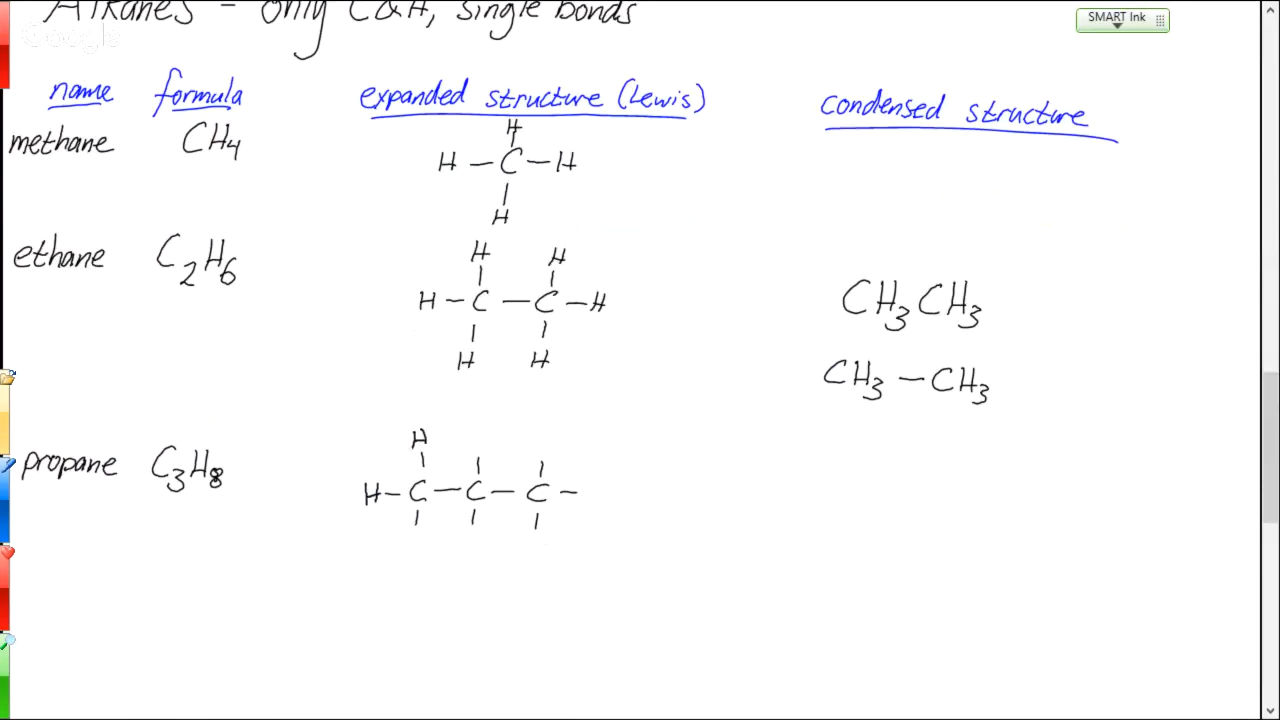 Alkanes - only C&H, single bonds
SMART Ink
Google
name formula expanded structure (Lewis) condensed structure
methane CH4
H
H - C - H
H
ethane C2H6
H H
H - C - C - H
H H
CH3CH3
CH3 - CH3
propane C3H8
H
H - C - C - C -